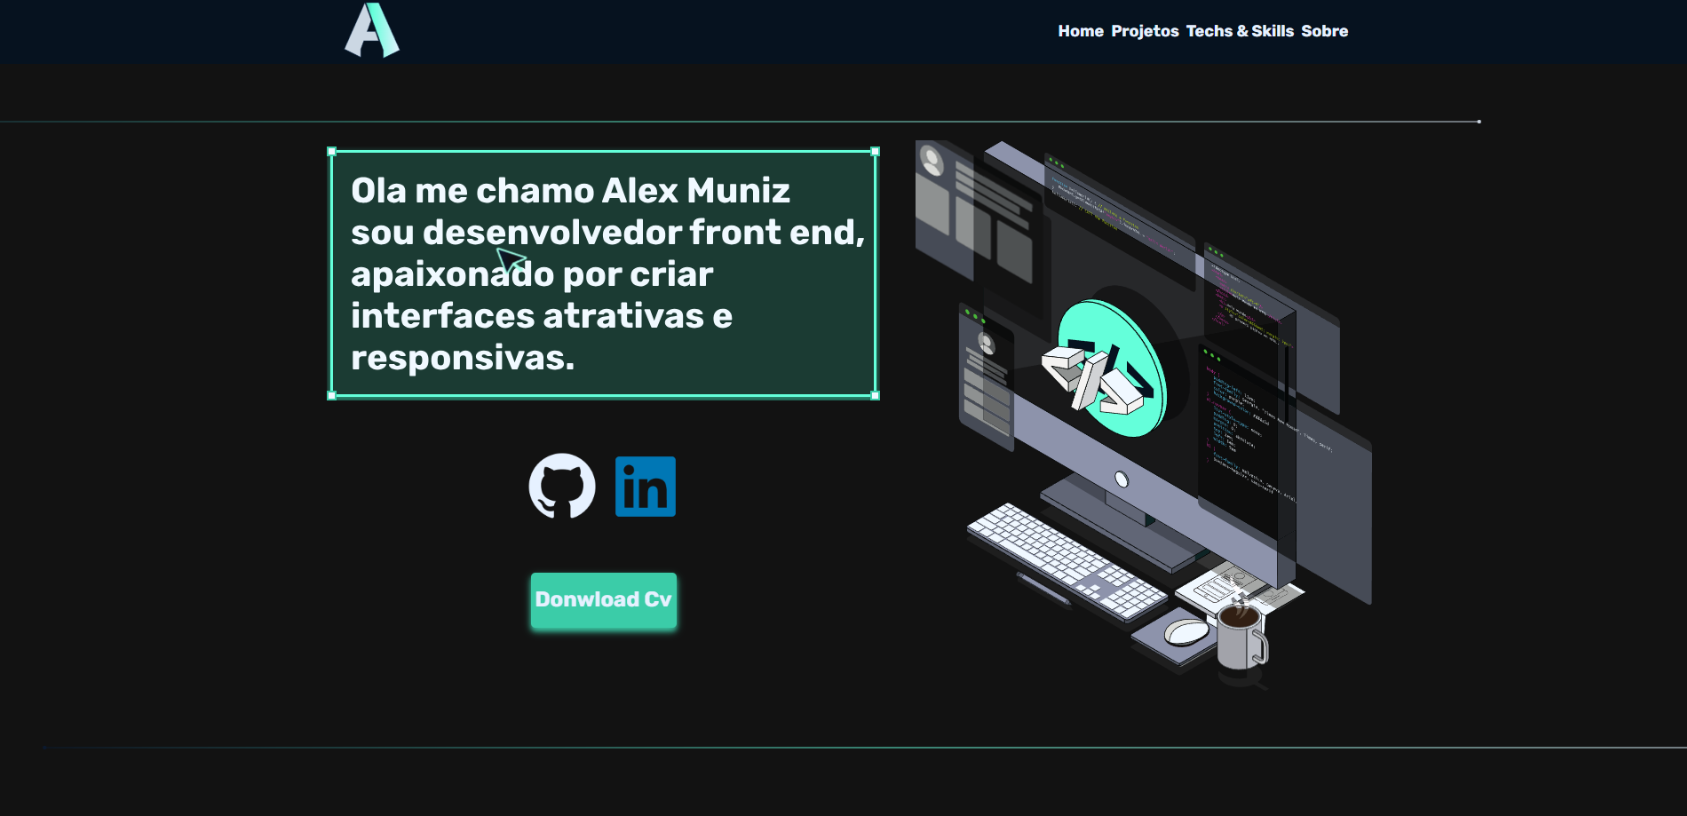 Home Projetos Techs & Skills Sobre
Ola me chamo Alex Muniz
sou desenvolvedor front end,
apaixonado por criar
interfaces atrativas e
responsivas.
in
Donwload Cv